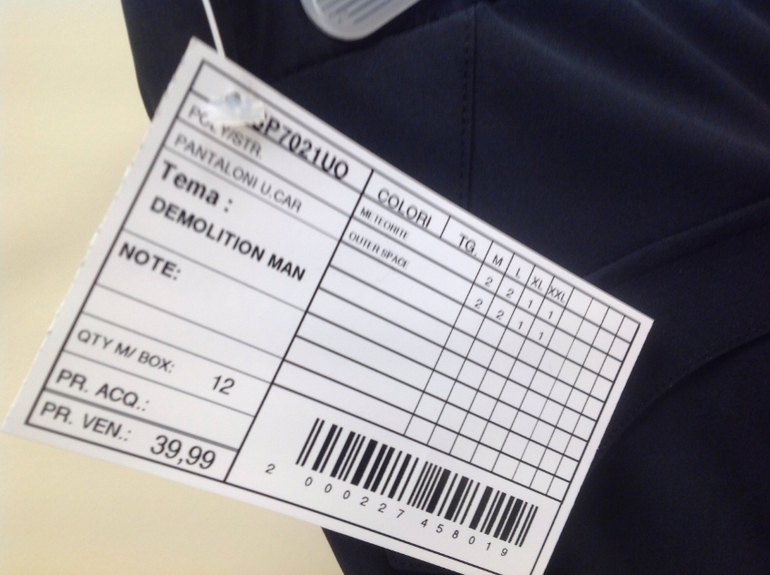 P7021UO
POLY/STR.
PANTALONI U.CAR
Tema :
DEMOLITION MAN
NOTE:
QTY M/ BOX: 12
PR. ACQ.:
PR. VEN.: 39,99
COLORI TG. M L XL XXL
METEORITE 2 2 1 1
OUTER SPACE 2 2 1 1
2 000227 458019